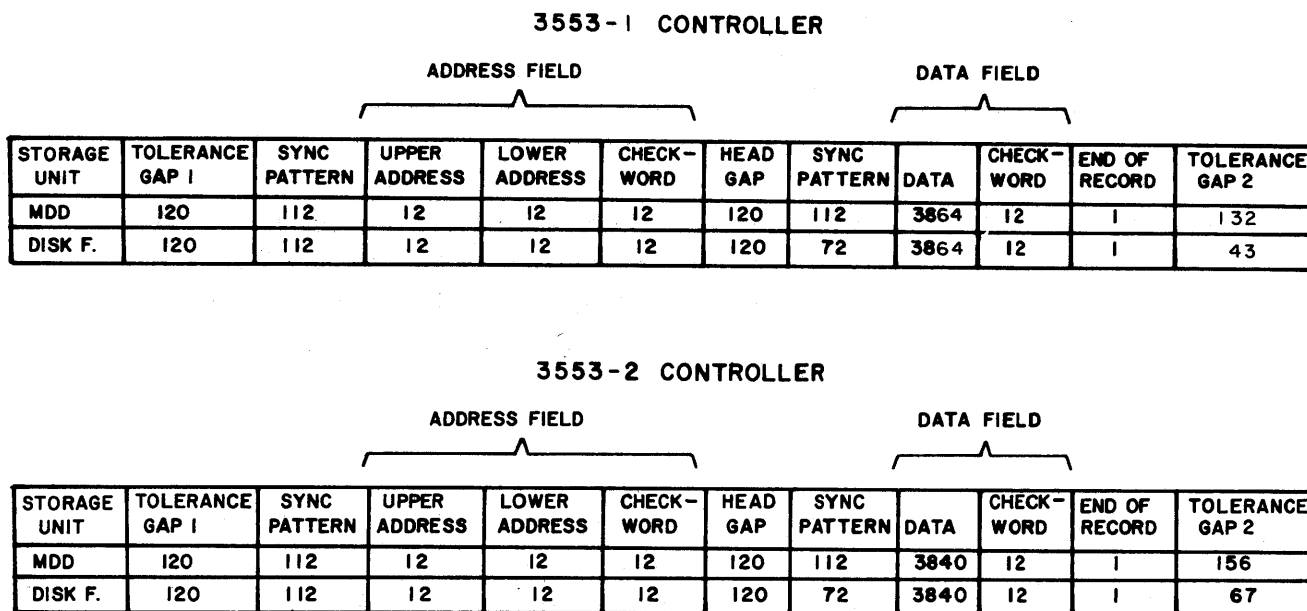 3553-1 CONTROLLER
ADDRESS FIELD DATA FIELD
STORAGE UNIT TOLERANCE GAP 1 SYNC PATTERN UPPER ADDRESS LOWER ADDRESS CHECK-WORD HEAD GAP SYNC PATTERN DATA CHECK-WORD END OF RECORD TOLERANCE GAP 2
MDD 120 112 12 12 12 120 112 3864 12 1 132
DISK F. 120 112 12 12 12 120 72 3864 12 1 43
3553-2 CONTROLLER
ADDRESS FIELD DATA FIELD
STORAGE UNIT TOLERANCE GAP 1 SYNC PATTERN UPPER ADDRESS LOWER ADDRESS CHECK-WORD HEAD GAP SYNC PATTERN DATA CHECK-WORD END OF RECORD TOLERANCE GAP 2
MDD 120 112 12 12 12 120 112 3840 12 1 156
DISK F. 120 112 12 12 12 120 72 3840 12 1 67